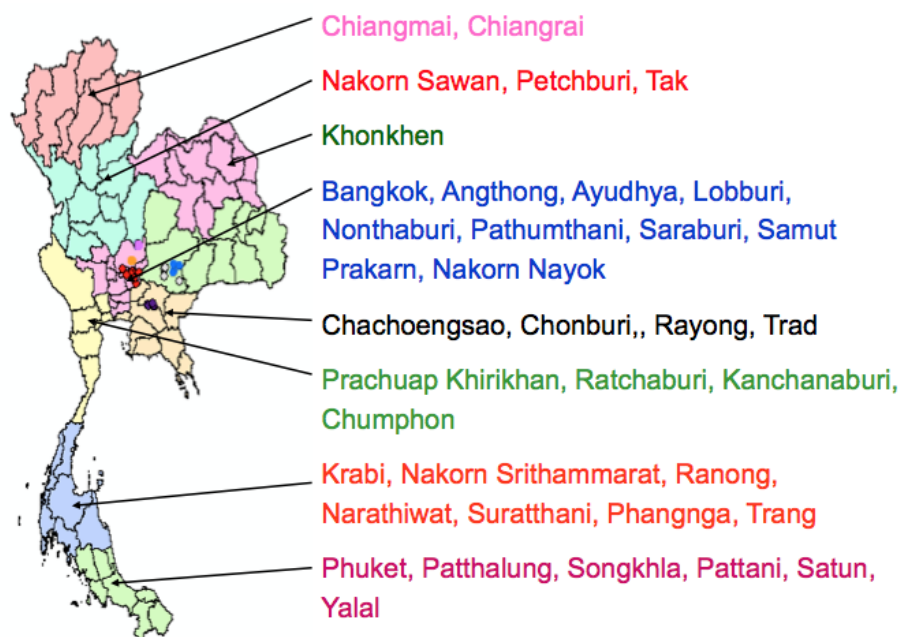 Chiangmai, Chiangrai
Nakorn Sawan, Petchburi, Tak
Khonkhen
Bangkok, Angthong, Ayudhya, Lobburi,
Nonthaburi, Pathumthani, Saraburi, Samut
Prakarn, Nakorn Nayok
Chachoengsao, Chonburi,, Rayong, Trad
Prachuap Khirikhan, Ratchaburi, Kanchanaburi,
Chumphon
Krabi, Nakorn Srithammarat, Ranong,
Narathiwat, Suratthani, Phangnga, Trang
Phuket, Patthalung, Songkhla, Pattani, Satun,
Yalal